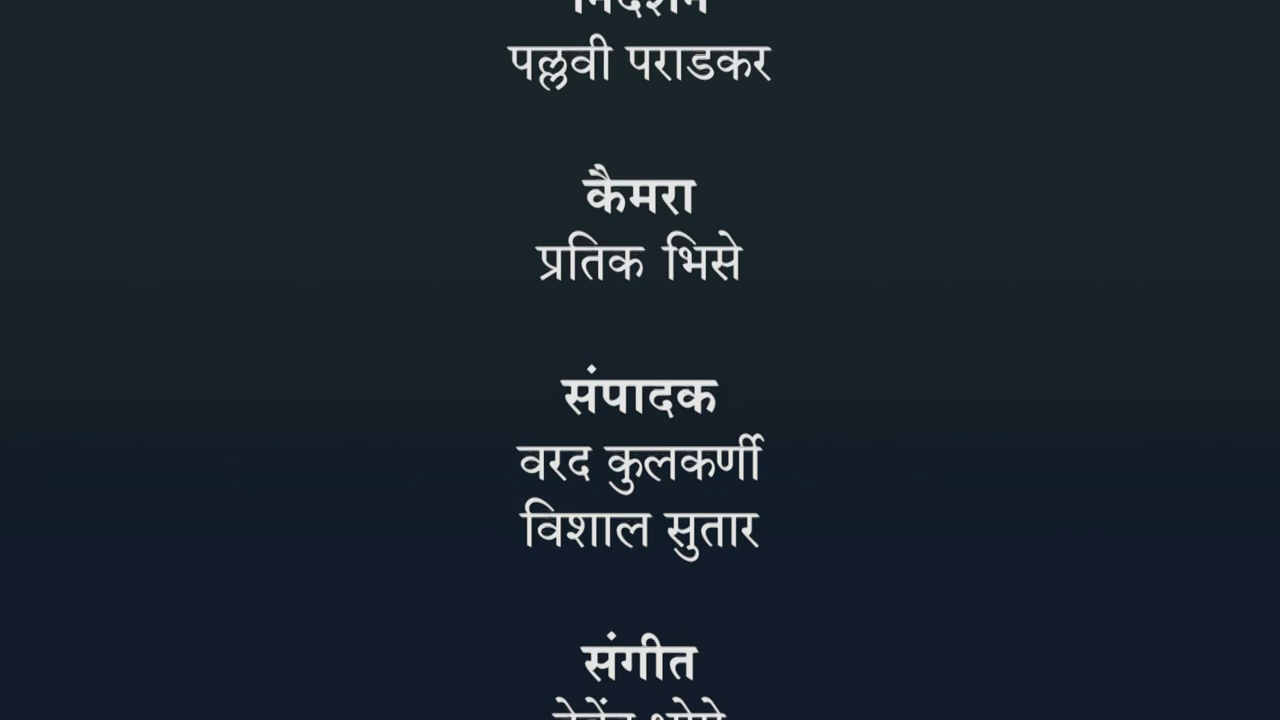 पल्लवी पराडकर
कैमरा
प्रतिक भिसे
संपादक
वरद कुलकर्णी
विशाल सुतार
संगीत